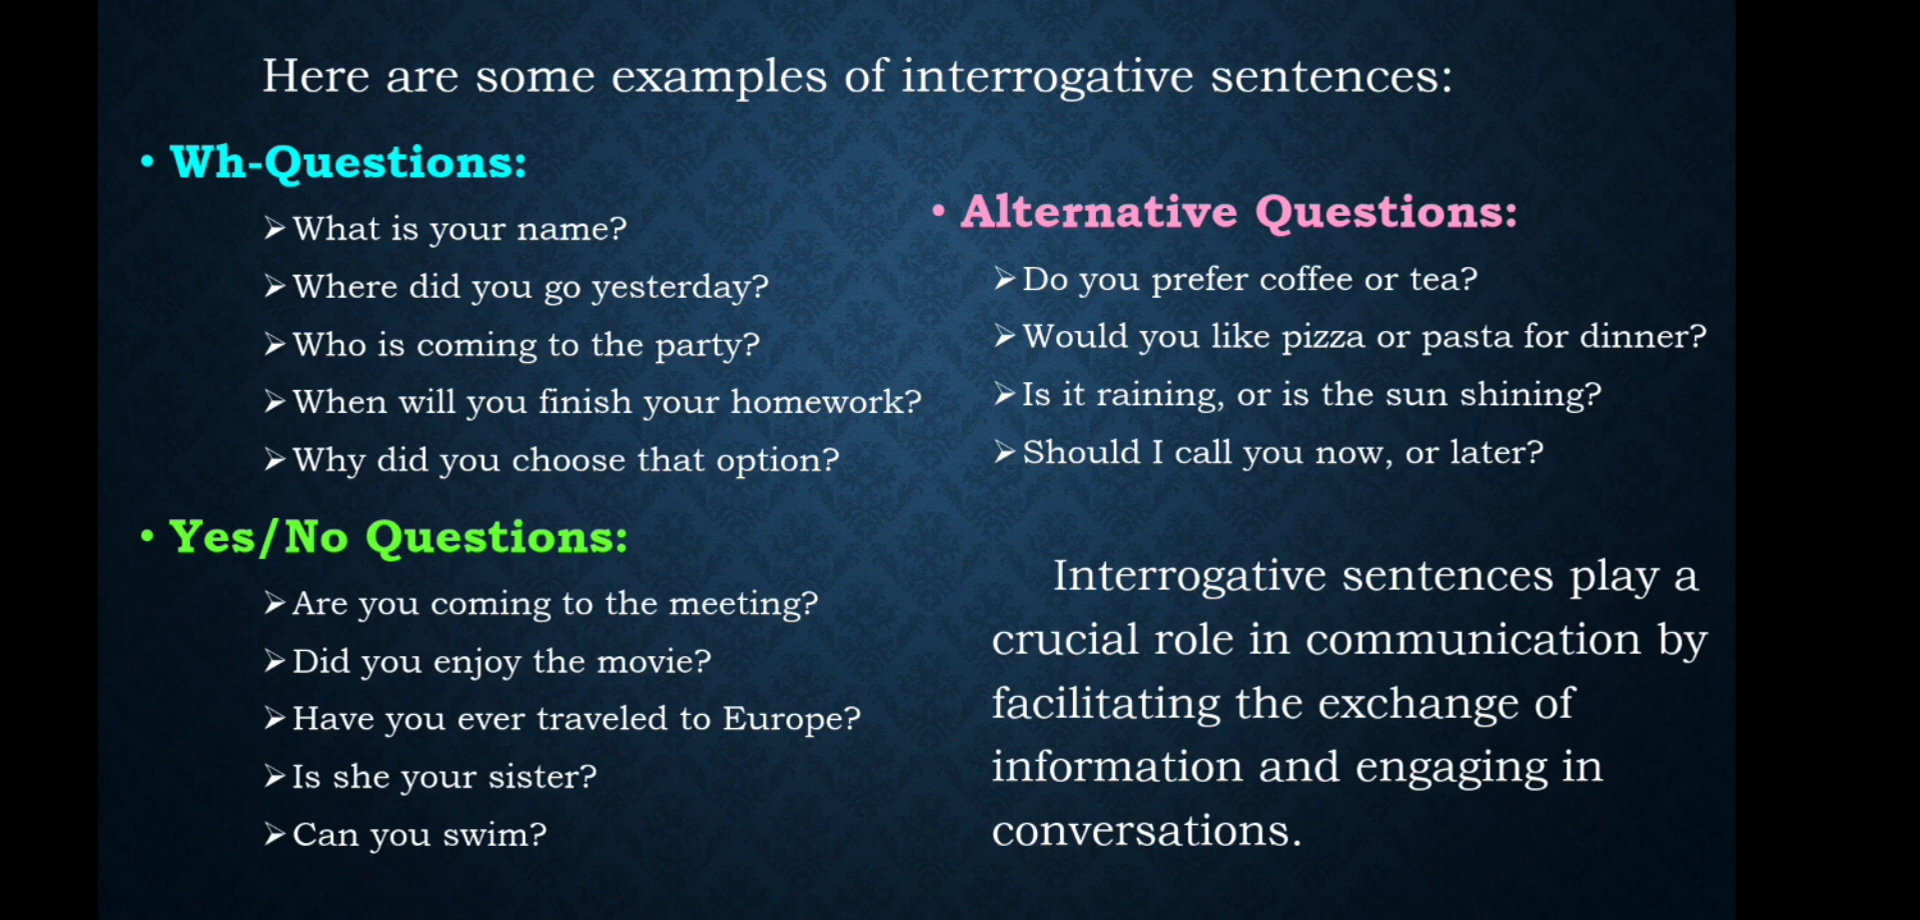 Here are some examples of interrogative sentences:
• Wh-Questions:
➢What is your name?
➢Where did you go yesterday?
➢Who is coming to the party?
➢When will you finish your homework?
➢Why did you choose that option?
• Yes/No Questions:
➢Are you coming to the meeting?
➢Did you enjoy the movie?
➢Have you ever traveled to Europe?
➢Is she your sister?
➢Can you swim?
• Alternative Questions:
➢Do you prefer coffee or tea?
➢Would you like pizza or pasta for dinner?
➢Is it raining, or is the sun shining?
➢Should I call you now, or later?
Interrogative sentences play a
crucial role in communication by
facilitating the exchange of
information and engaging in
conversations.